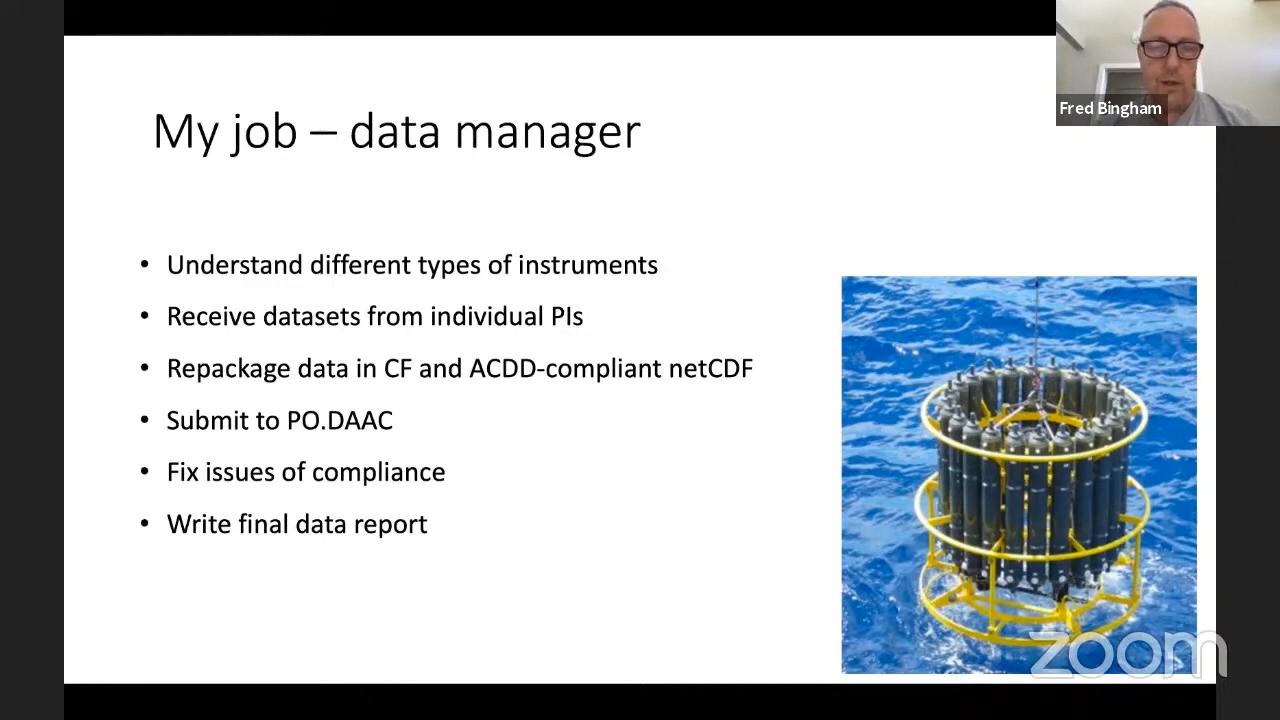 Fred Bingham
My job – data manager
• Understand different types of instruments
• Receive datasets from individual PIs
• Repackage data in CF and ACDD-compliant netCDF
• Submit to PO.DAAC
• Fix issues of compliance
• Write final data report
zoom